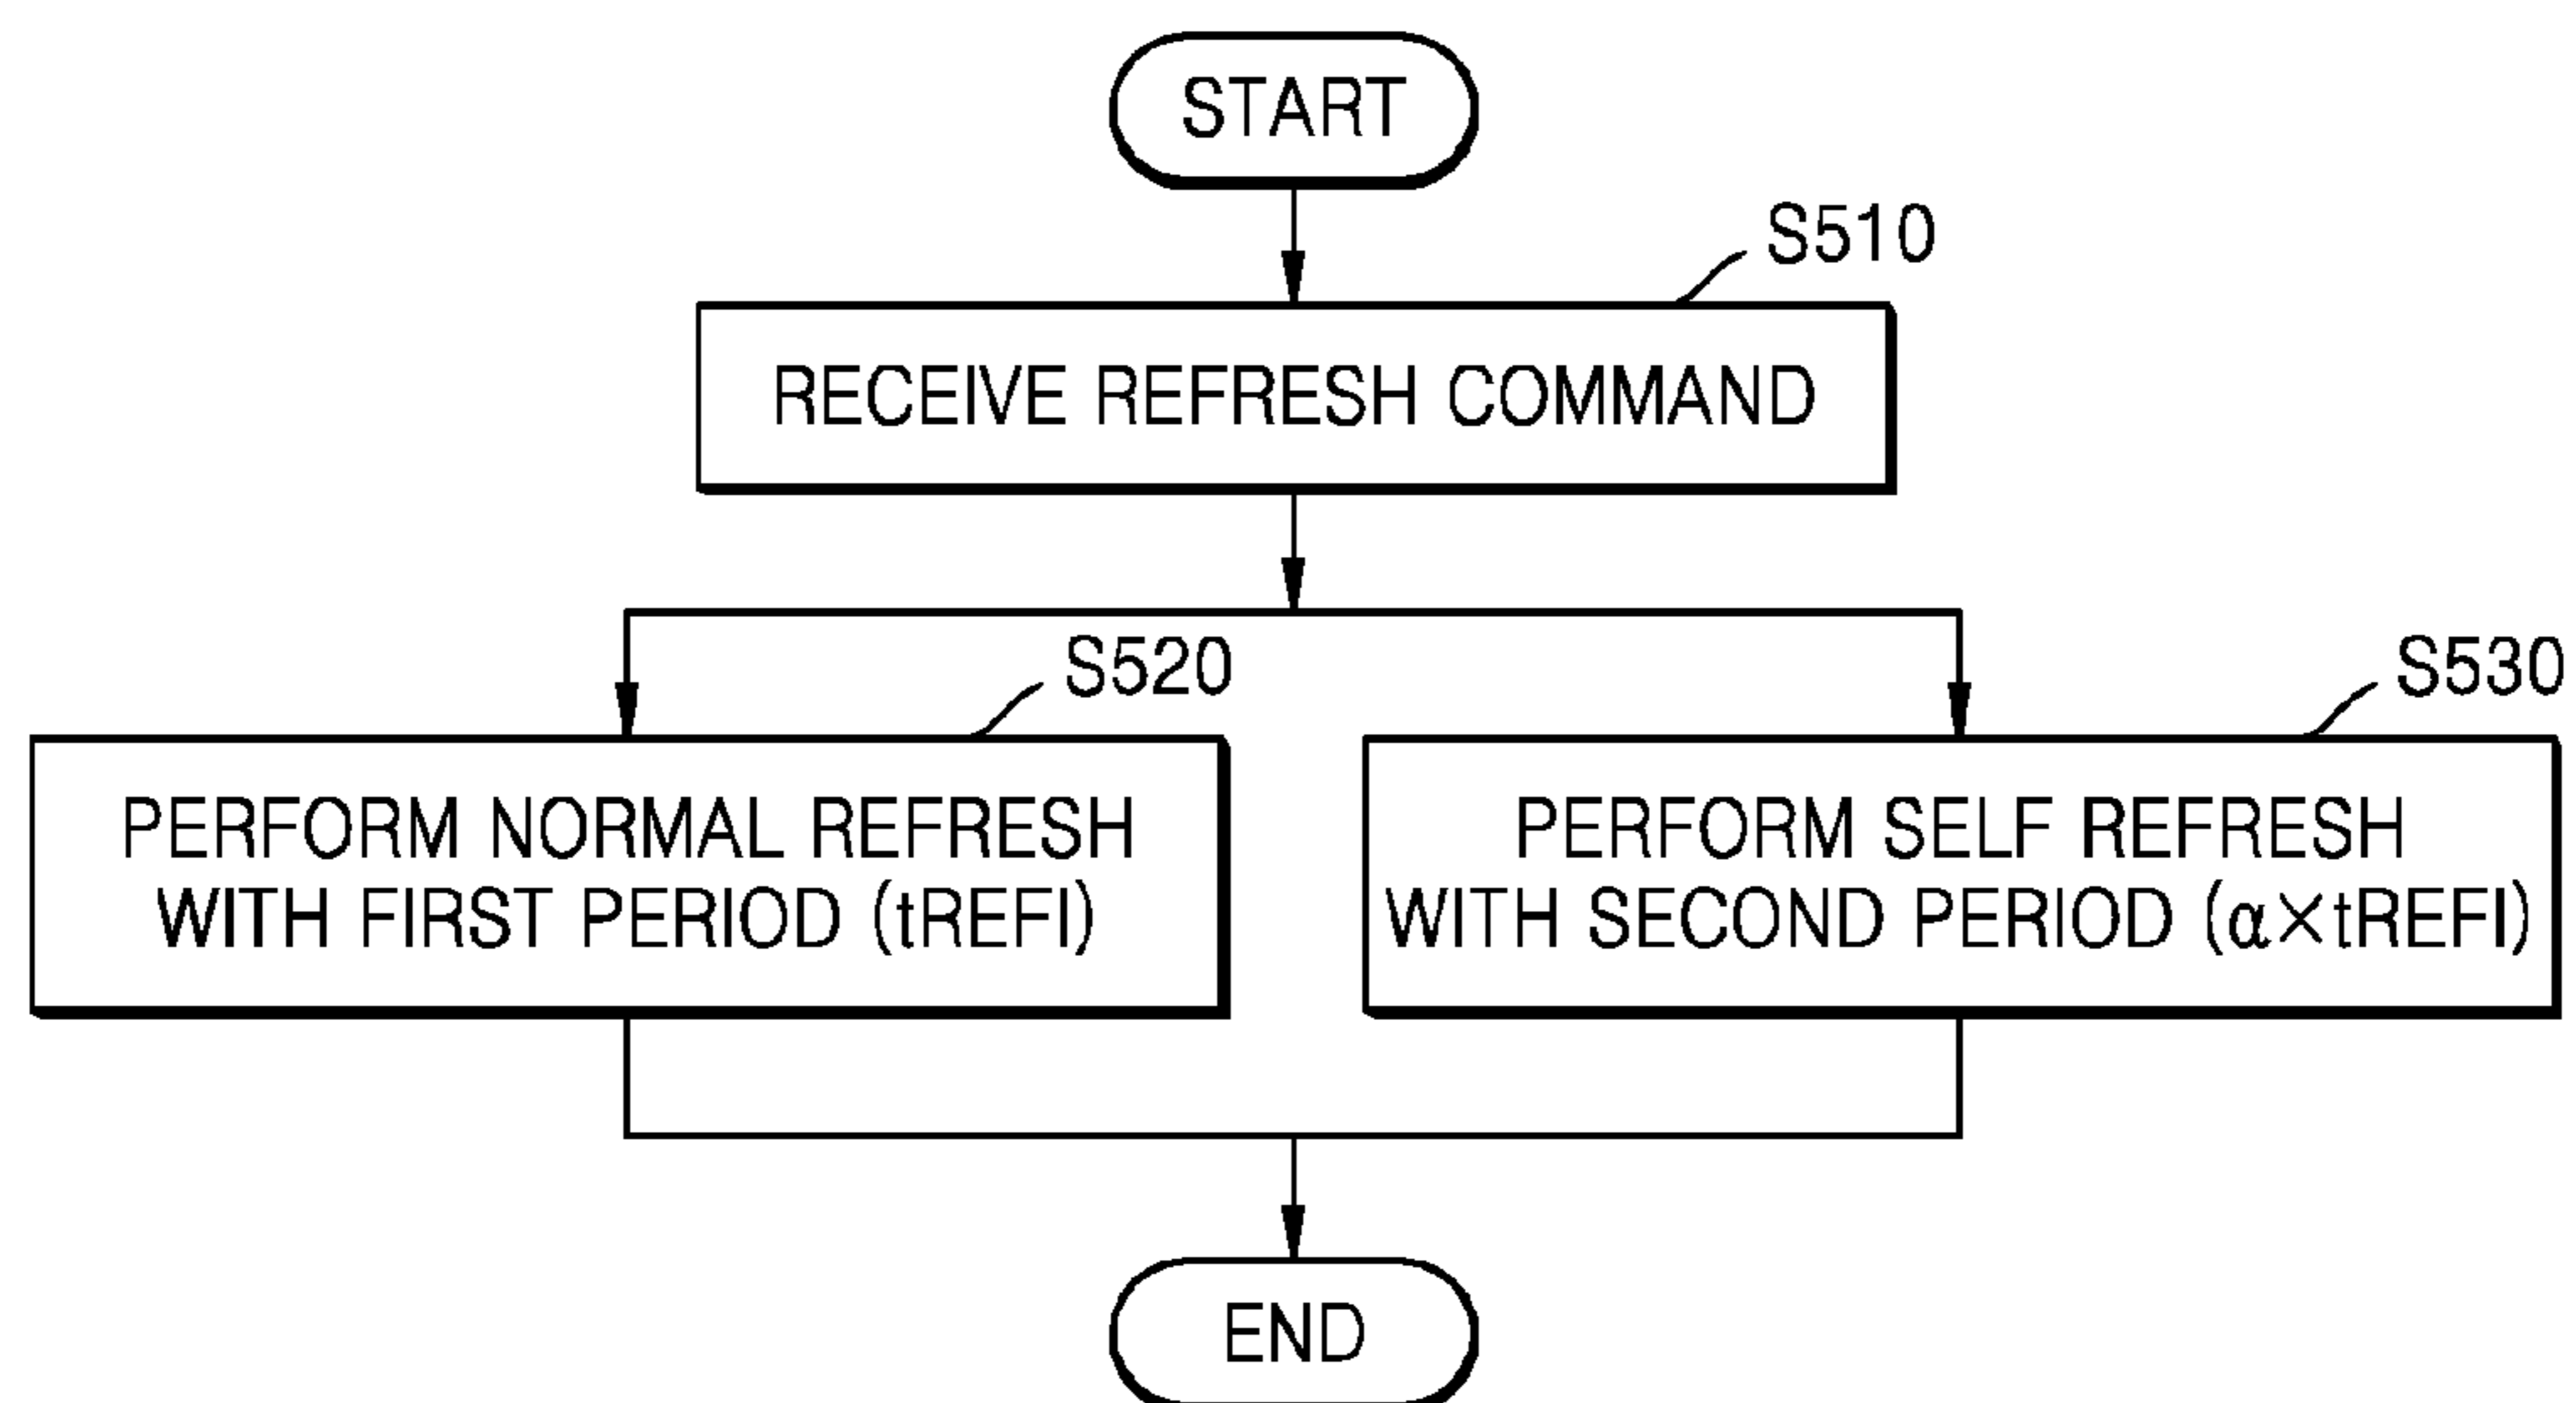 START
S510
RECEIVE REFRESH COMMAND
S520
PERFORM NORMAL REFRESH
WITH FIRST PERIOD (tREFI)
S530
PERFORM SELF REFRESH
WITH SECOND PERIOD (α×tREFI)
END